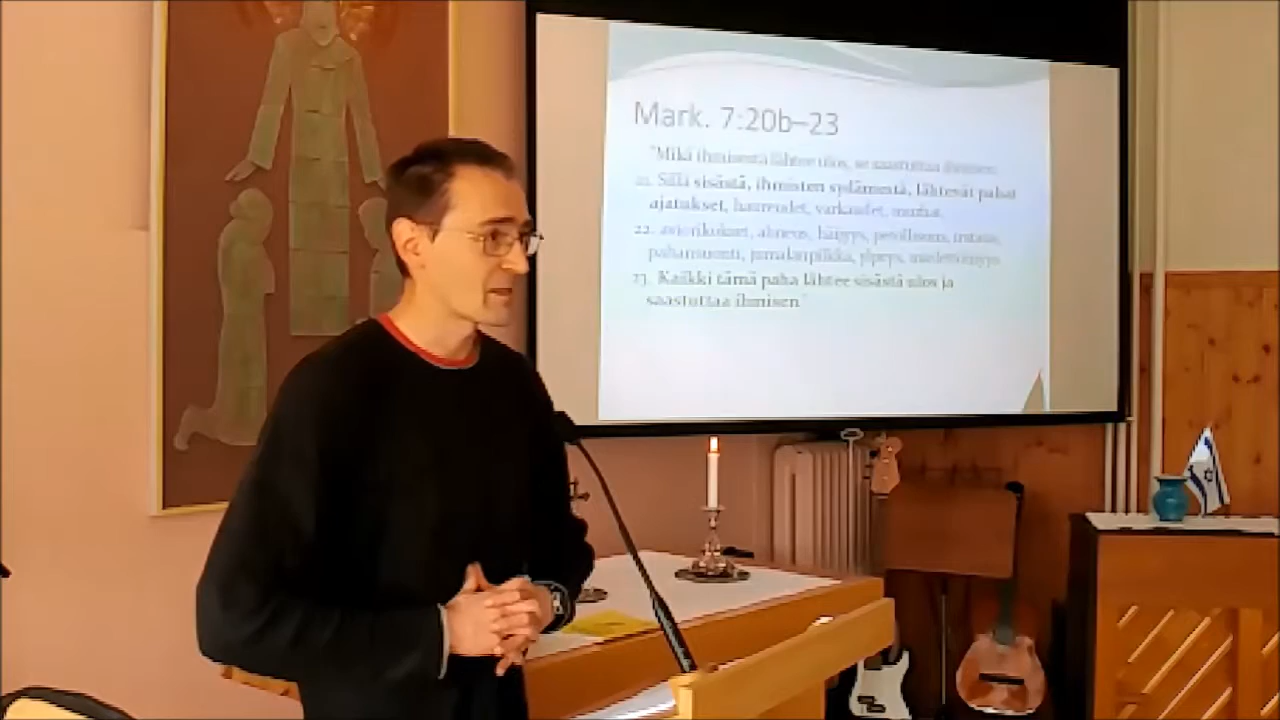 Mark. 7:20b–23
"Mikä ihmisestä lähtee ulos, se saastuttaa ihmisen.
21. Sillä sisästä, ihmisten sydämestä, lähtevät pahat
ajatukset, haureudet, varkaudet, murhat,
22. aviorikokset, ahneus, häijyys, petollisuus, irstaus,
pahansuonti, jumalanpilkka, ylpeys, mielettömyys.
23. Kaikki tämä paha lähtee sisästä ulos ja
saastuttaa ihmisen."